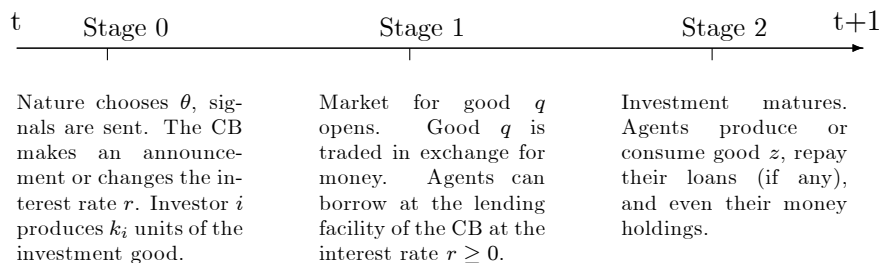 t
Stage 0
Stage 1
Stage 2
t+1
Nature chooses θ, sig-
nals are sent. The CB
makes an announce-
ment or changes the in-
terest rate r. Investor i
produces kᵢ units of the
investment good.
Market for good q
opens. Good q is
traded in exchange for
money. Agents can
borrow at the lending
facility of the CB at the
interest rate r ≥ 0.
Investment matures.
Agents produce or
consume good z, repay
their loans (if any),
and even their money
holdings.